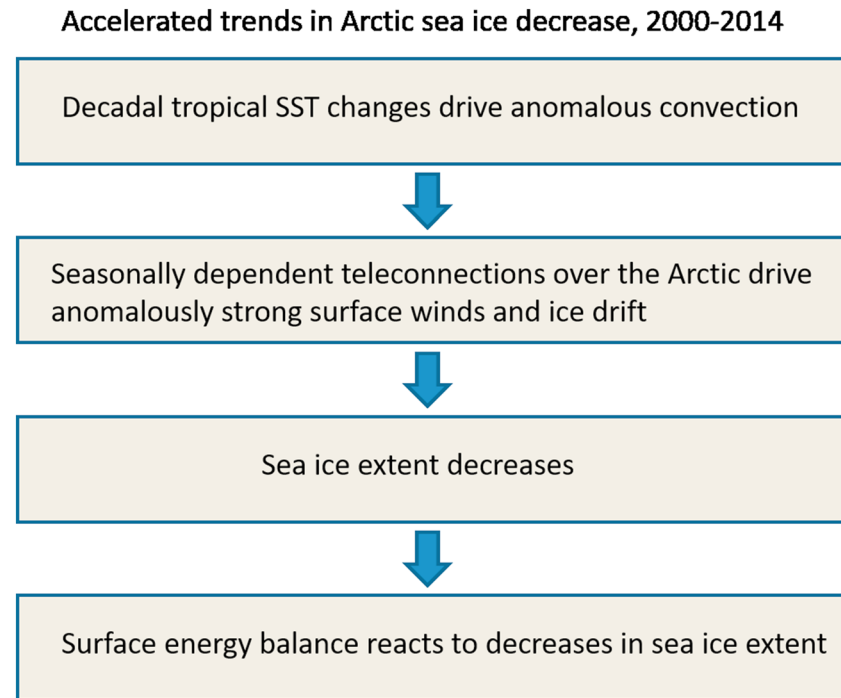 Accelerated trends in Arctic sea ice decrease, 2000-2014
Decadal tropical SST changes drive anomalous convection
Seasonally dependent teleconnections over the Arctic drive
anomalously strong surface winds and ice drift
Sea ice extent decreases
Surface energy balance reacts to decreases in sea ice extent